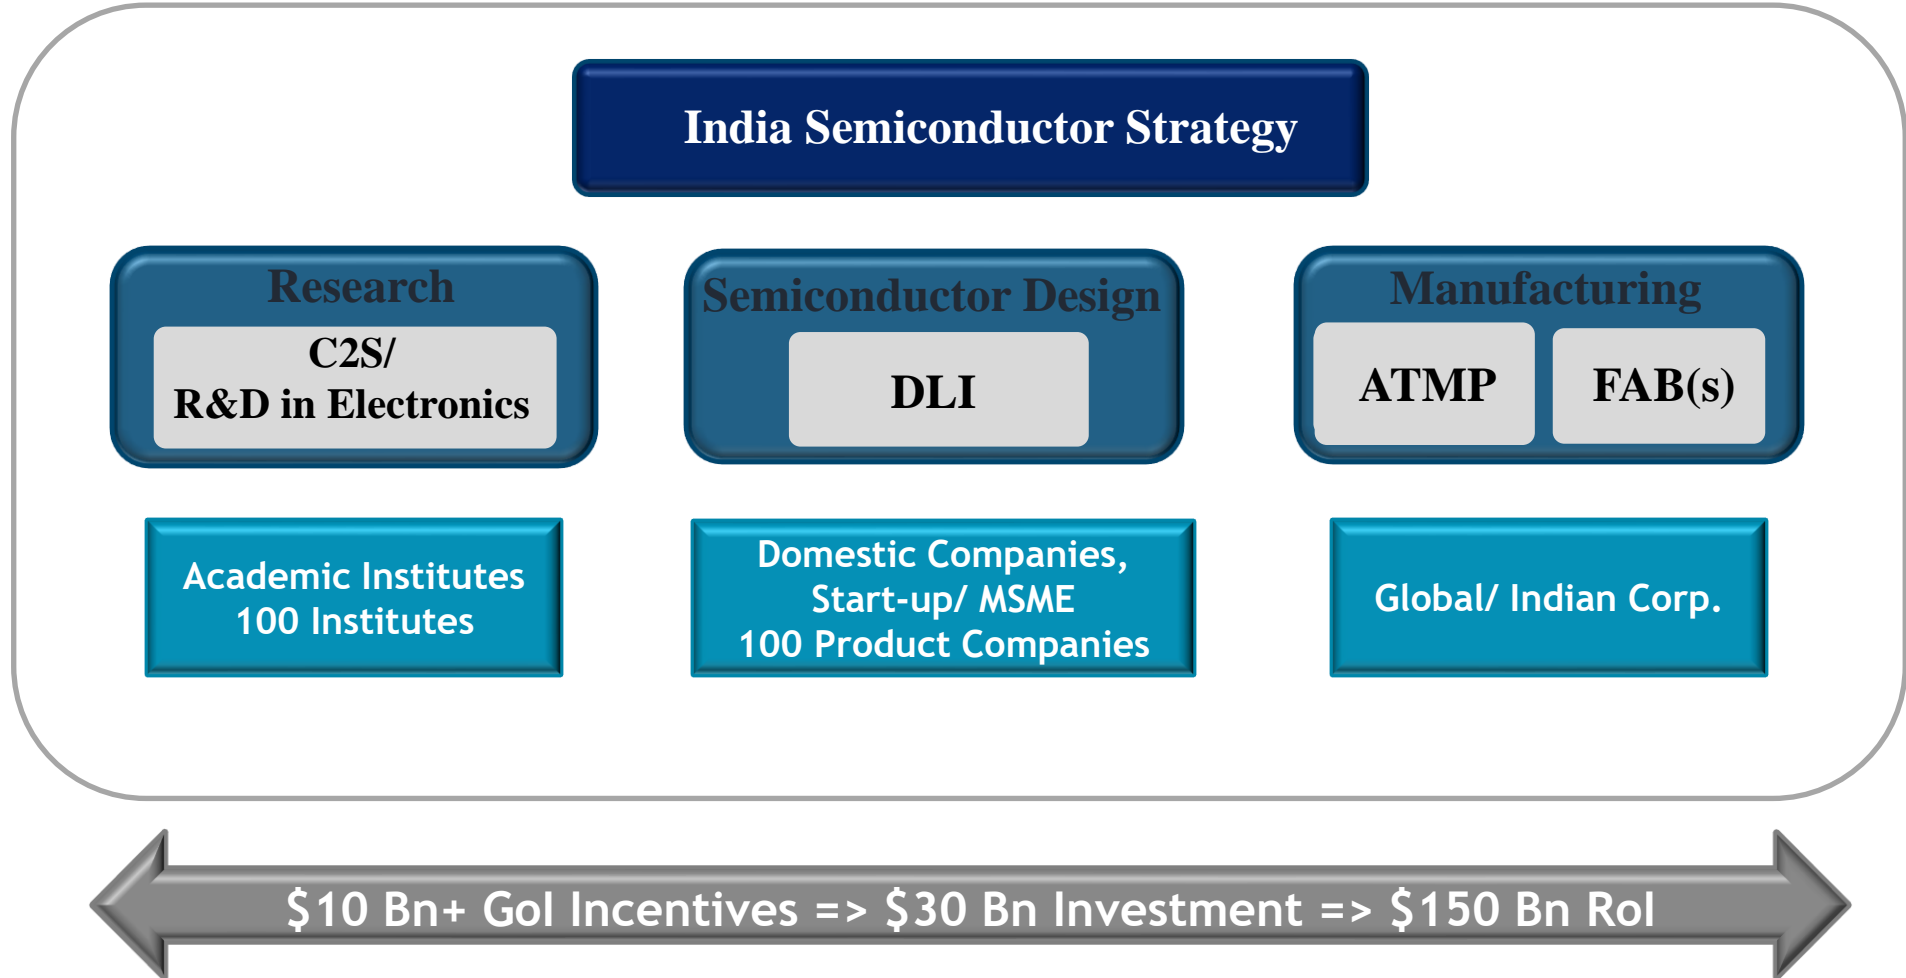 India Semiconductor Strategy
Research
C2S/
R&D in Electronics
Semiconductor Design
DLI
Manufacturing
ATMP
FAB(s)
Academic Institutes
100 Institutes
Domestic Companies,
Start-up/ MSME
100 Product Companies
Global/ Indian Corp.
$10 Bn+ GoI Incentives => $30 Bn Investment => $150 Bn RoI